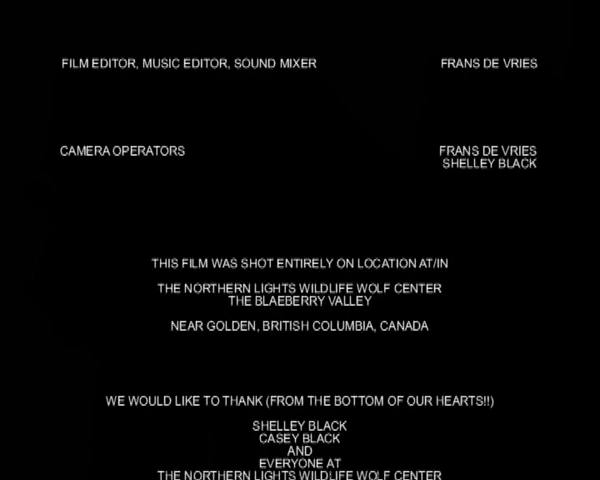 FILM EDITOR, MUSIC EDITOR, SOUND MIXER FRANS DE VRIES
CAMERA OPERATORS FRANS DE VRIES
SHELLEY BLACK
THIS FILM WAS SHOT ENTIRELY ON LOCATION AT/IN
THE NORTHERN LIGHTS WILDLIFE WOLF CENTER
THE BLAEBERRY VALLEY
NEAR GOLDEN, BRITISH COLUMBIA, CANADA
WE WOULD LIKE TO THANK (FROM THE BOTTOM OF OUR HEARTS!!)
SHELLEY BLACK
CASEY BLACK
AND
EVERYONE AT
THE NORTHERN LIGHTS WILDLIFE WOLF CENTER